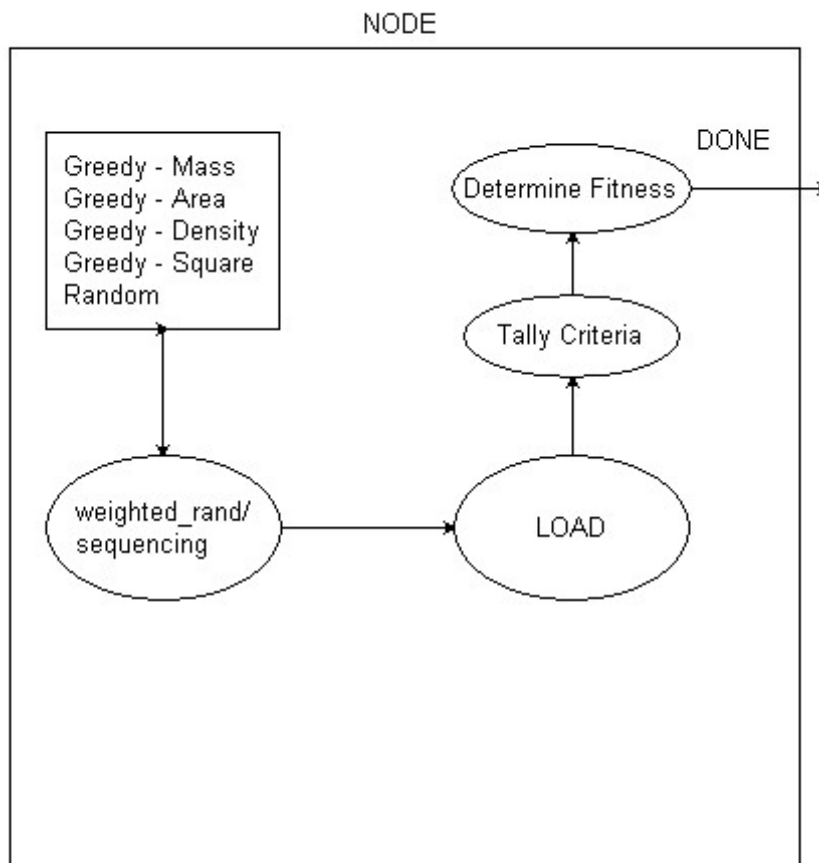 NODE
Greedy - Mass
Greedy - Area
Greedy - Density
Greedy - Square
Random
DONE
Determine Fitness
Tally Criteria
weighted_rand/
sequencing
LOAD